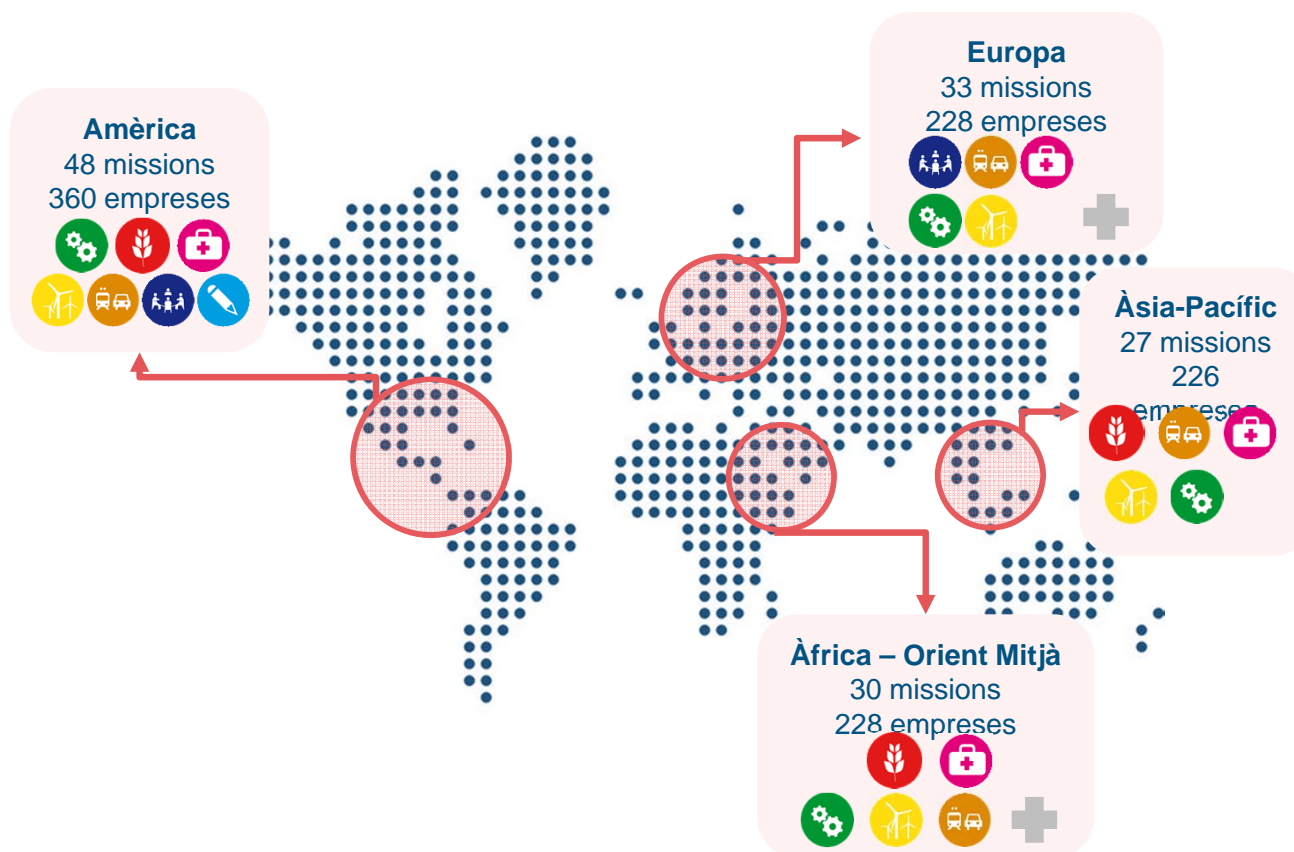 Europa
33 missions
228 empreses
Amèrica
48 missions
360 empreses
Àsia-Pacífic
27 missions
226
empreses
Àfrica – Orient Mitjà
30 missions
228 empreses